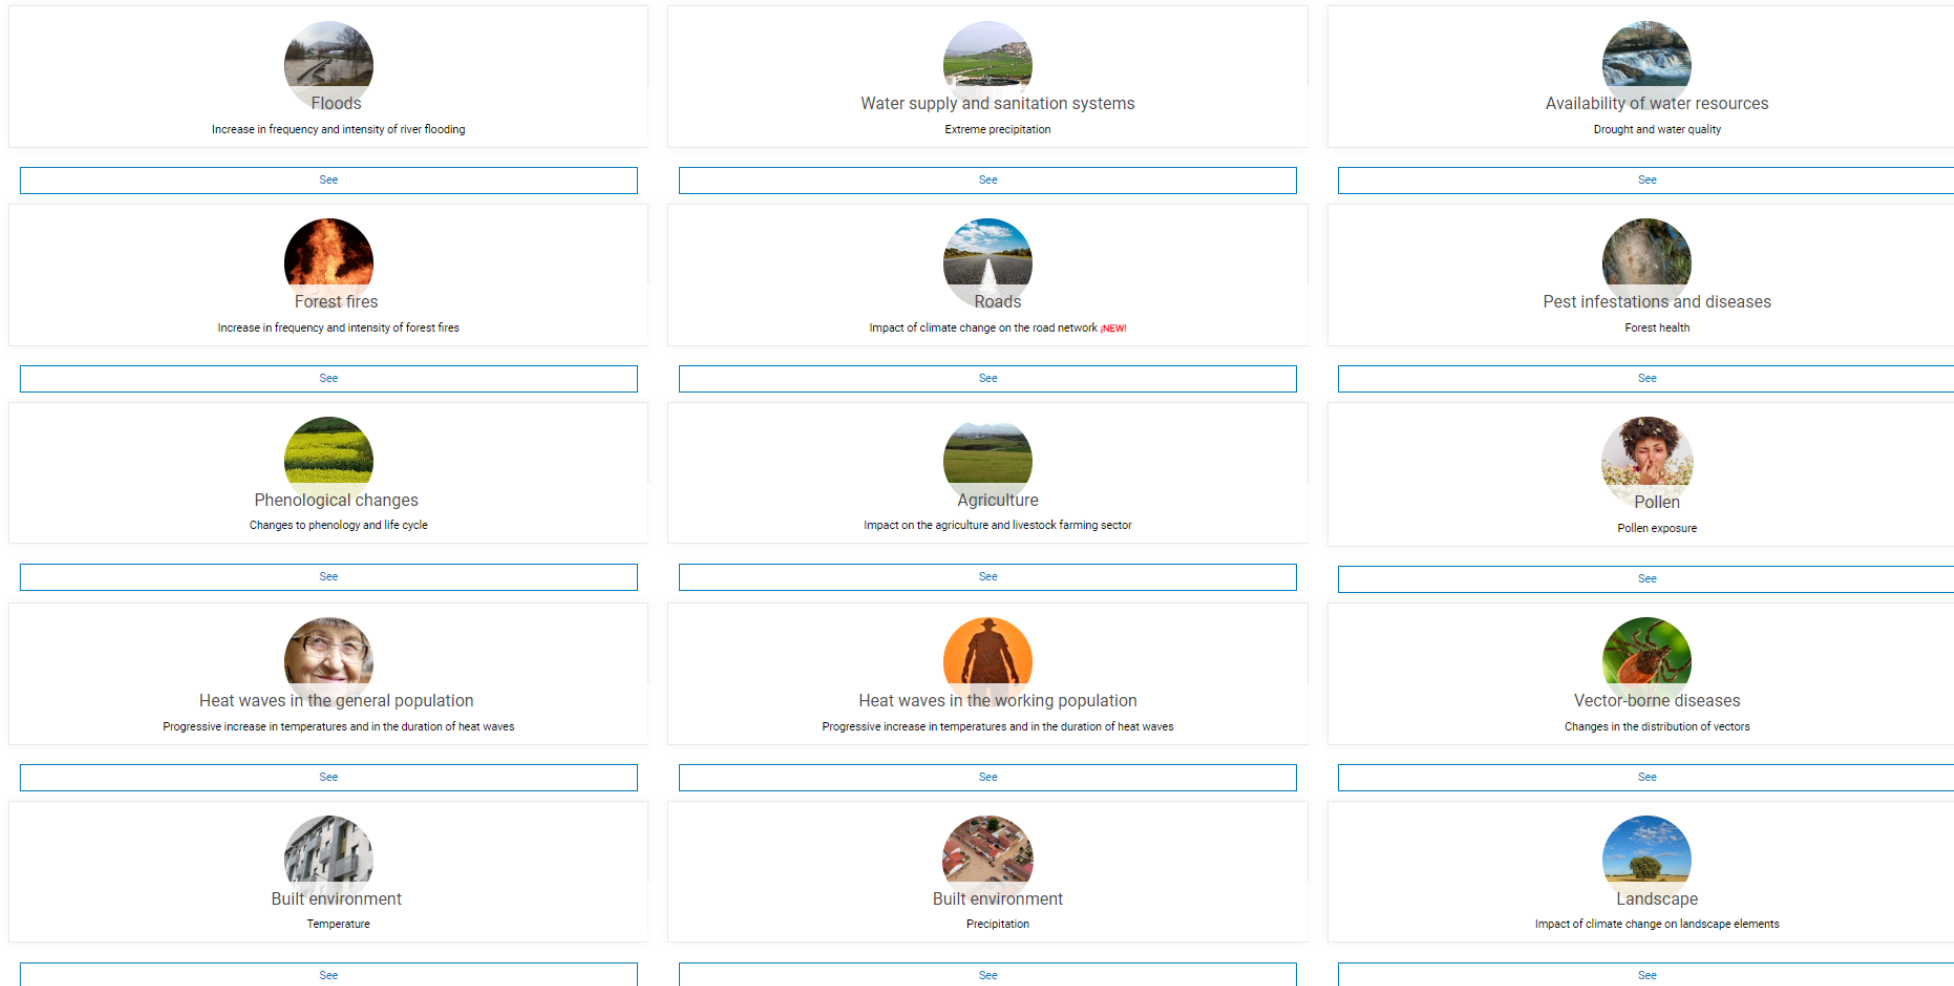 Floods
Increase in frequency and intensity of river flooding
See
Water supply and sanitation systems
Extreme precipitation
See
Availability of water resources
Drought and water quality
See
Forest fires
Increase in frequency and intensity of forest fires
See
Roads
Impact of climate change on the road network ¡NEW!
See
Pest infestations and diseases
Forest health
See
Phenological changes
Changes to phenology and life cycle
See
Agriculture
Impact on the agriculture and livestock farming sector
See
Pollen
Pollen exposure
See
Heat waves in the general population
Progressive increase in temperatures and in the duration of heat waves
See
Heat waves in the working population
Progressive increase in temperatures and in the duration of heat waves
See
Vector-borne diseases
Changes in the distribution of vectors
See
Built environment
Temperature
See
Built environment
Precipitation
See
Landscape
Impact of climate change on landscape elements
See